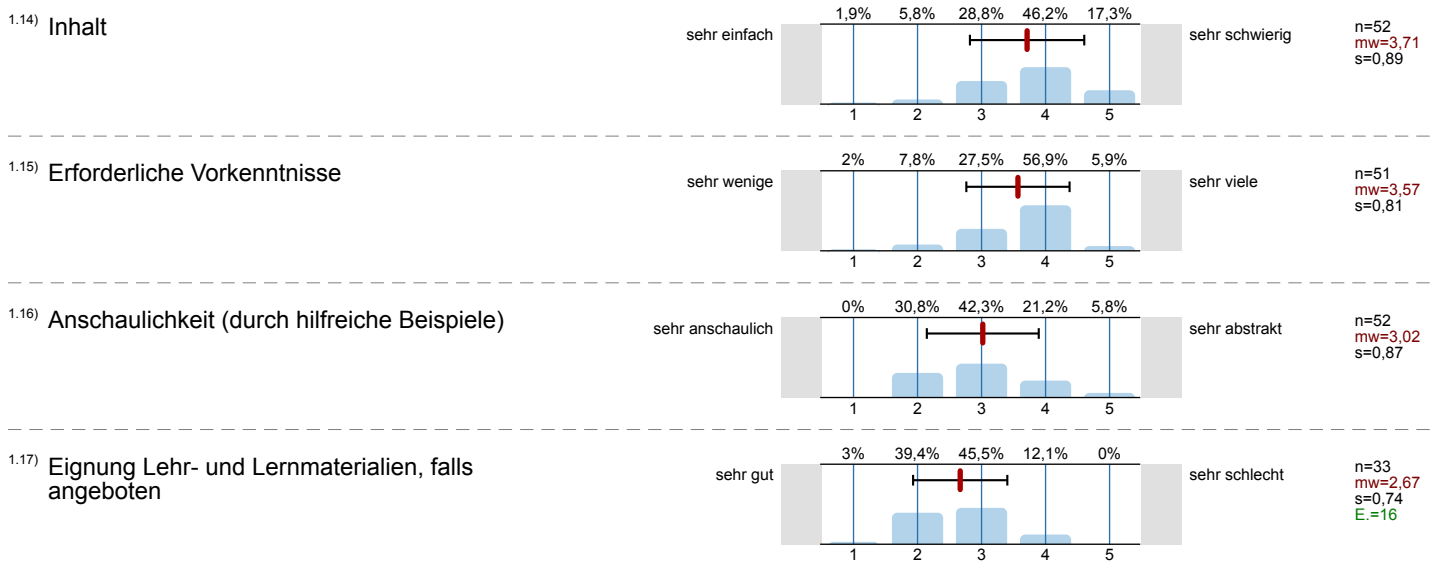 1.14) Inhalt
1,9% 5,8% 28,8% 46,2% 17,3%
sehr einfach
sehr schwierig
n=52
mw=3,71
s=0,89
1 2 3 4 5
1.15) Erforderliche Vorkenntnisse
2% 7,8% 27,5% 56,9% 5,9%
sehr wenige
sehr viele
n=51
mw=3,57
s=0,81
1 2 3 4 5
1.16) Anschaulichkeit (durch hilfreiche Beispiele)
0% 30,8% 42,3% 21,2% 5,8%
sehr anschaulich
sehr abstrakt
n=52
mw=3,02
s=0,87
1 2 3 4 5
1.17) Eignung Lehr- und Lernmaterialien, falls
angeboten
3% 39,4% 45,5% 12,1% 0%
sehr gut
sehr schlecht
n=33
mw=2,67
s=0,74
E.=16
1 2 3 4 5